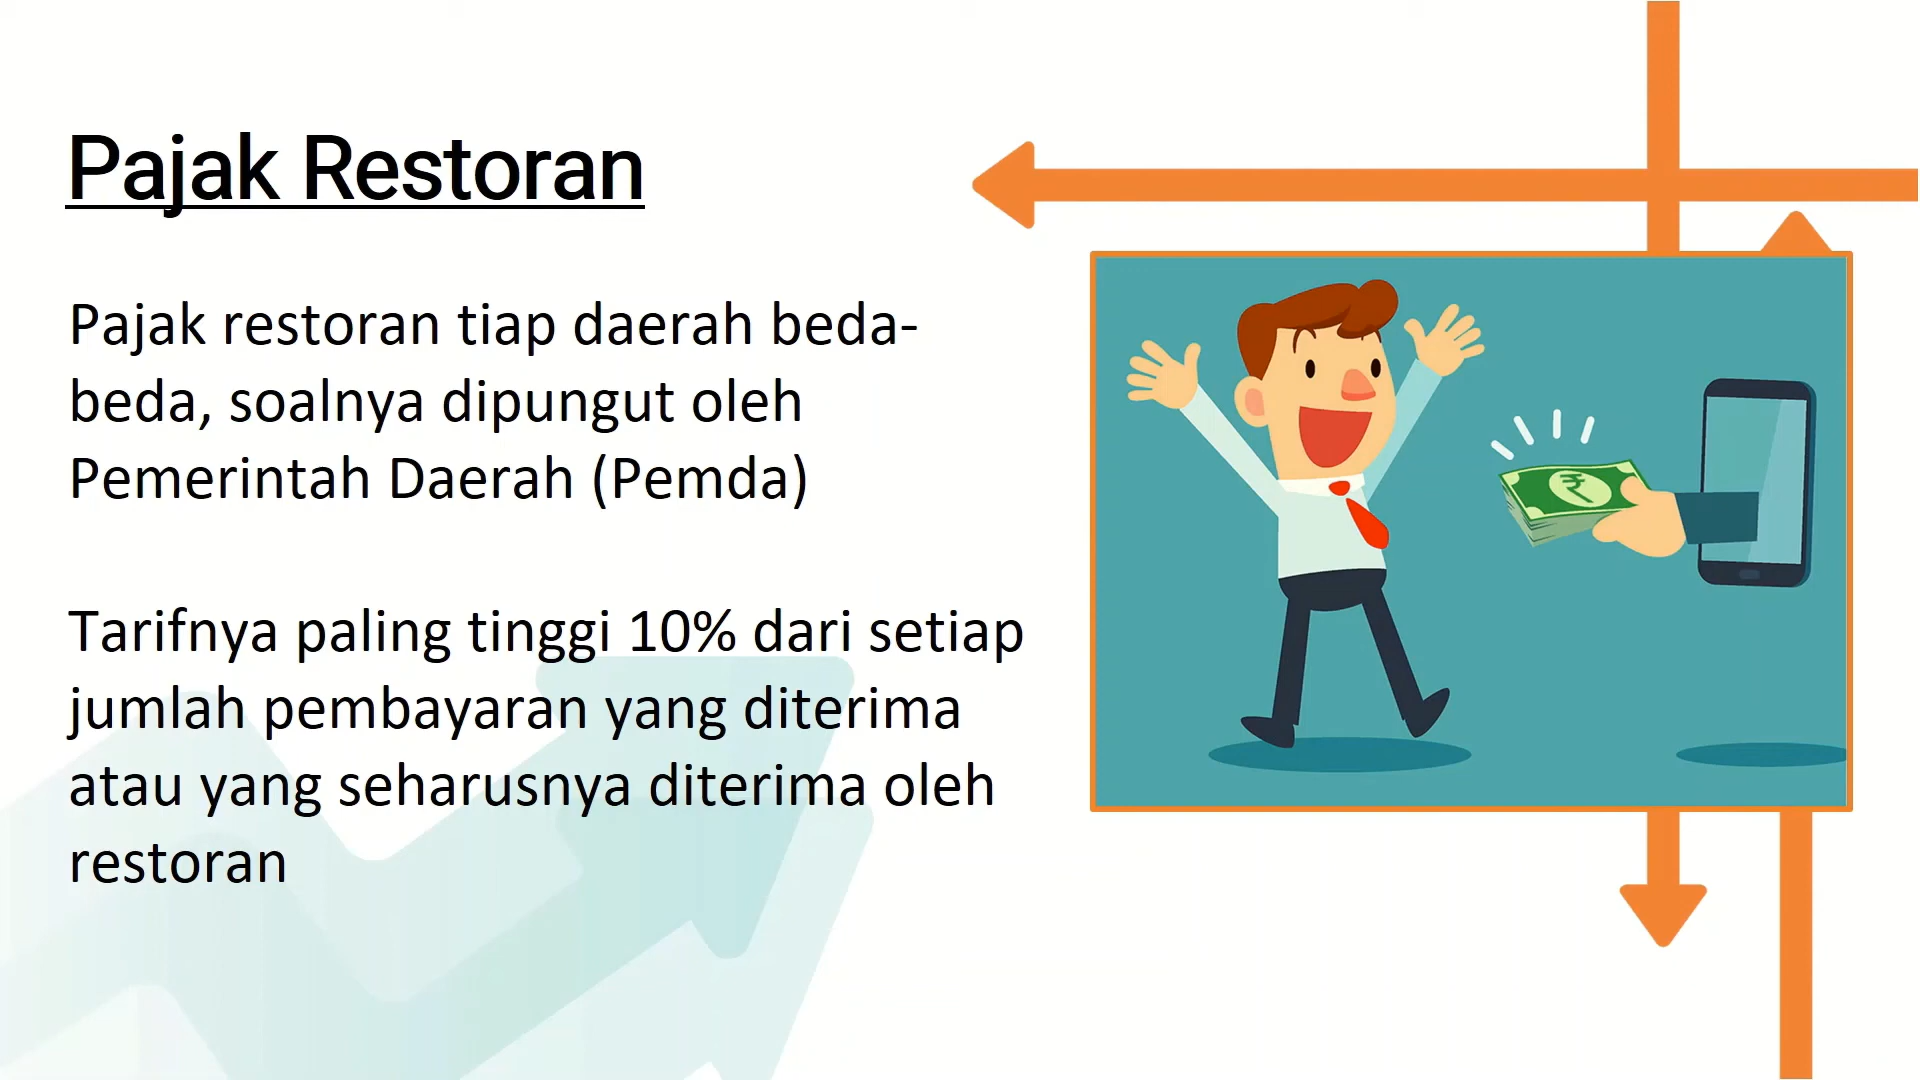 Pajak Restoran
Pajak restoran tiap daerah beda-
beda, soalnya dipungut oleh
Pemerintah Daerah (Pemda)
Tarifnya paling tinggi 10% dari setiap
jumlah pembayaran yang diterima
atau yang seharusnya diterima oleh
restoran
₹